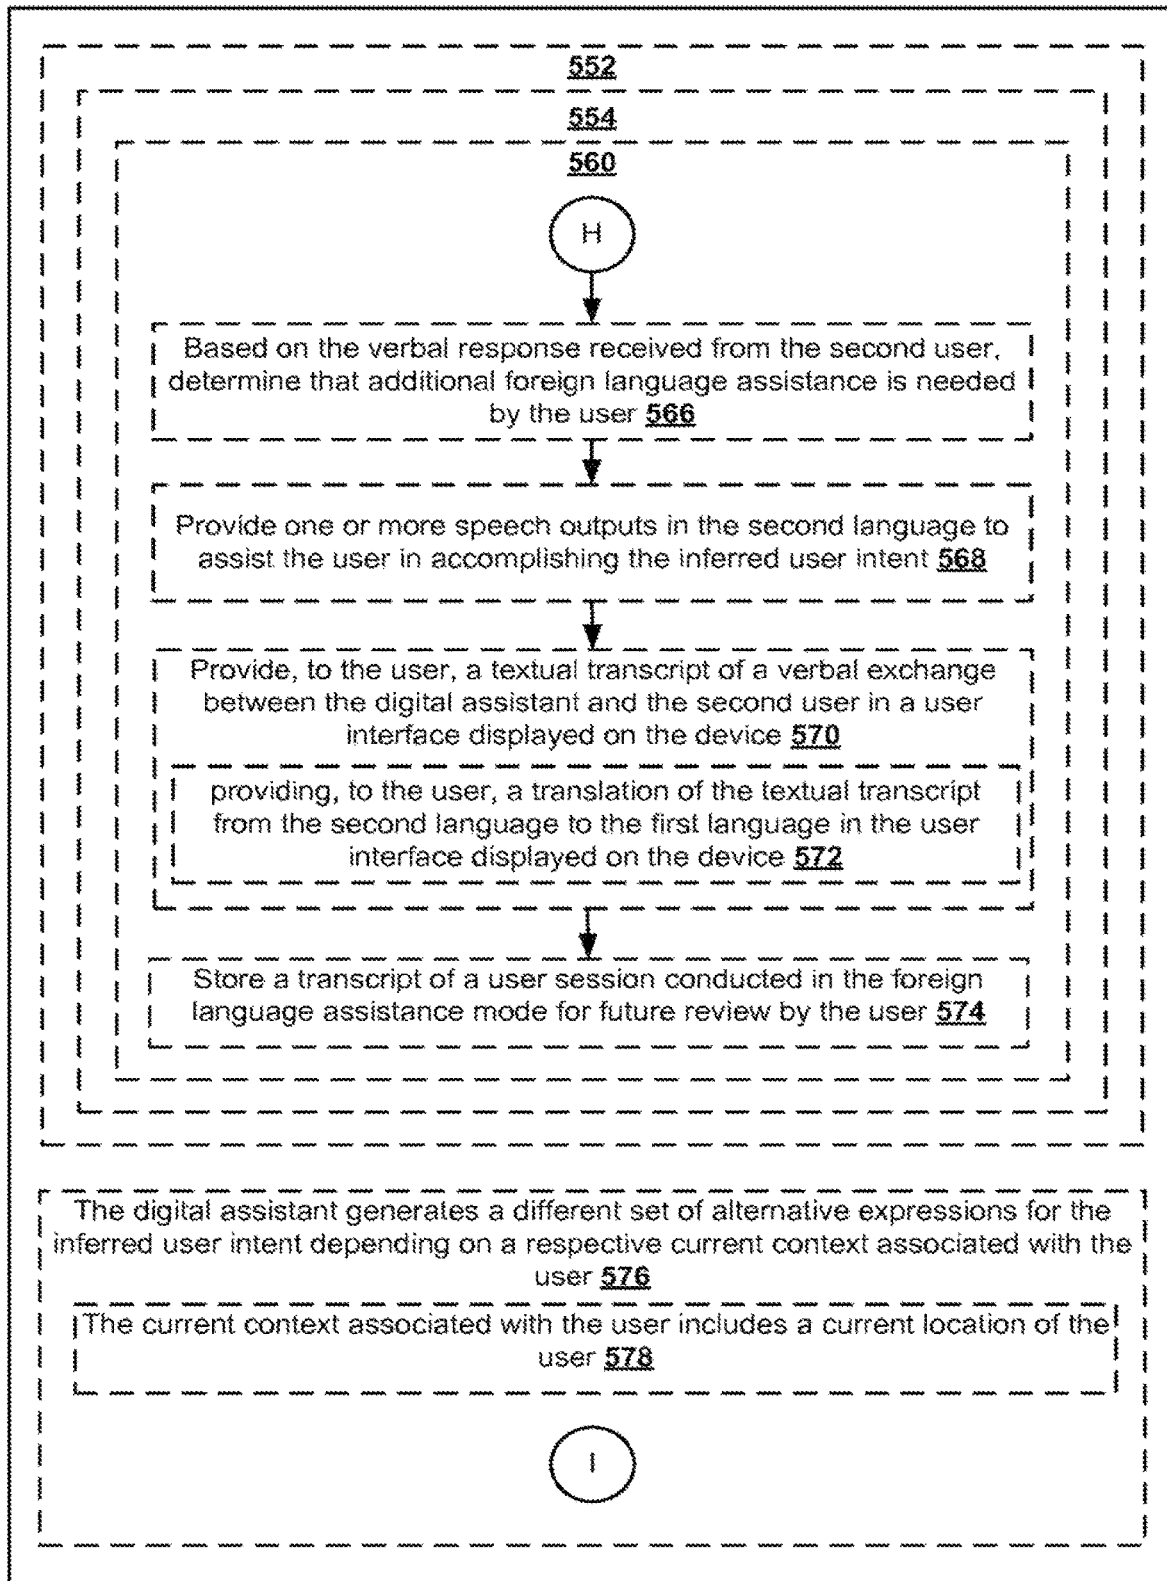 552
554
560
H
Based on the verbal response received from the second user,
determine that additional foreign language assistance is needed
by the user 566
Provide one or more speech outputs in the second language to
assist the user in accomplishing the inferred user intent 568
Provide, to the user, a textual transcript of a verbal exchange
between the digital assistant and the second user in a user
interface displayed on the device 570
providing, to the user, a translation of the textual transcript
from the second language to the first language in the user
interface displayed on the device 572
Store a transcript of a user session conducted in the foreign
language assistance mode for future review by the user 574
The digital assistant generates a different set of alternative expressions for the
inferred user intent depending on a respective current context associated with the
user 576
The current context associated with the user includes a current location of the
user 578
I